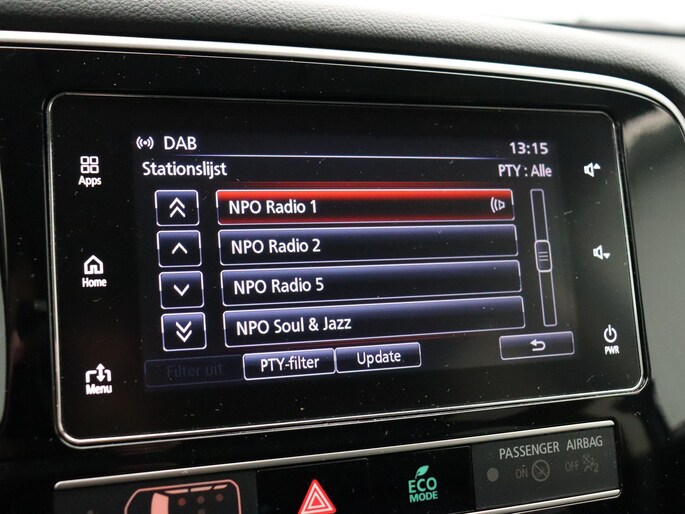 DAB 13:15
Stationslijst PTY : Alle
Apps
NPO Radio 1
NPO Radio 2
Home
NPO Radio 5
NPO Soul & Jazz
PWR
Filter uit PTY-filter Update
Menu
PASSENGER AIRBAG
ON OFF
ECO
MODE